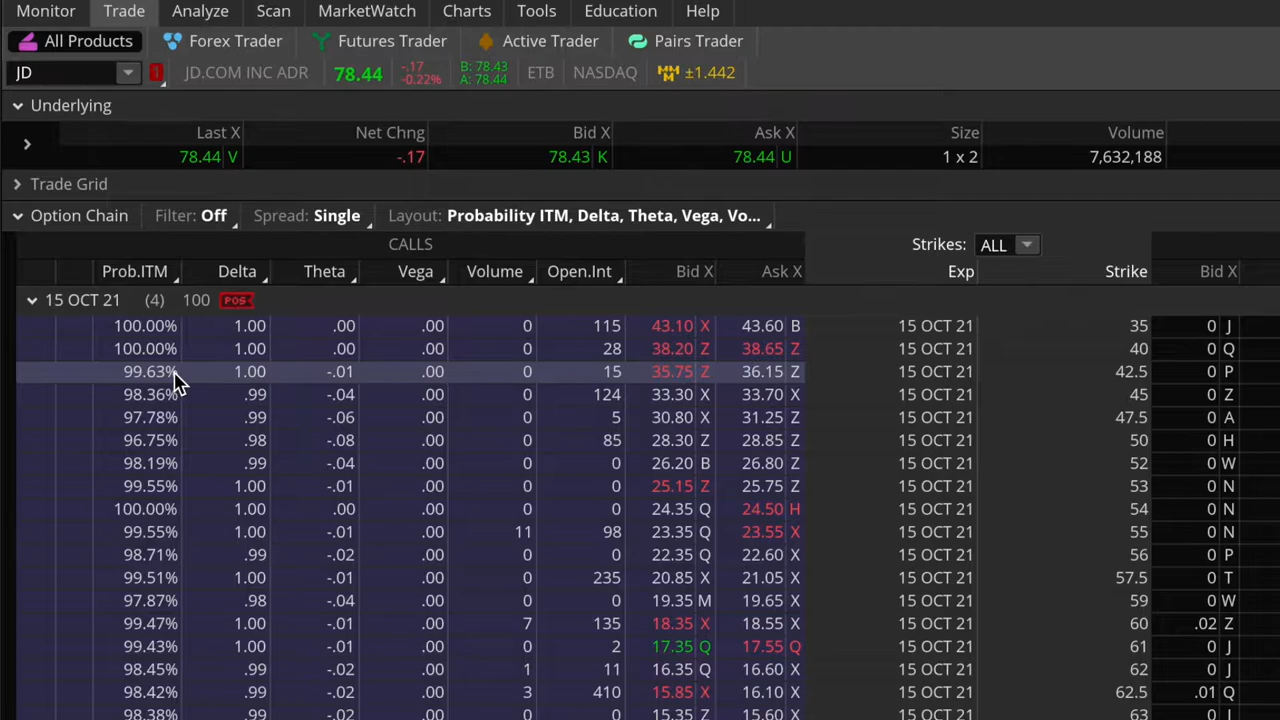 Monitor Trade Analyze Scan MarketWatch Charts Tools Education Help
All Products Forex Trader Futures Trader Active Trader Pairs Trader
JD JD.COM INC ADR 78.44 -.17 -0.22% B: 78.43 A: 78.44 ETB NASDAQ ±1.442
Underlying
Last X Net Chng Bid X Ask X Size Volume
78.44 V -.17 78.43 K 78.44 U 1 x 2 7,632,188
Trade Grid
Option Chain Filter: Off Spread: Single Layout: Probability ITM, Delta, Theta, Vega, Vo...
CALLS Strikes: ALL
Prob.ITM Delta Theta Vega Volume Open.Int Bid X Ask X Exp Strike Bid X
15 OCT 21 (4) 100 POS
100.00% 1.00 .00 .00 0 115 43.10 X 43.60 B 15 OCT 21 35 0 J
100.00% 1.00 .00 .00 0 28 38.20 Z 38.65 Z 15 OCT 21 40 0 Q
99.63% 1.00 -.01 .00 0 15 35.75 Z 36.15 Z 15 OCT 21 42.5 0 P
98.36% .99 -.04 .00 0 124 33.30 X 33.70 X 15 OCT 21 45 0 Z
97.78% .99 -.06 .00 0 5 30.80 X 31.25 X 15 OCT 21 47.5 0 A
96.75% .98 -.08 .00 0 85 28.30 Z 28.85 Z 15 OCT 21 50 0 H
98.19% .99 -.04 .00 0 0 26.20 B 26.80 Z 15 OCT 21 52 0 W
99.55% 1.00 -.01 .00 0 0 25.15 Z 25.75 Z 15 OCT 21 53 0 N
100.00% 1.00 .00 .00 0 0 24.35 Q 24.50 H 15 OCT 21 54 0 N
99.55% 1.00 -.01 .00 11 98 23.35 Q 23.55 X 15 OCT 21 55 0 N
98.71% .99 -.02 .00 0 0 22.35 Q 22.60 X 15 OCT 21 56 0 P
99.51% 1.00 -.01 .00 0 235 20.85 X 21.05 X 15 OCT 21 57.5 0 T
97.87% .98 -.04 .00 0 0 19.35 M 19.65 X 15 OCT 21 59 0 W
99.47% 1.00 -.01 .00 7 135 18.35 X 18.55 X 15 OCT 21 60 .02 Z
99.43% 1.00 -.01 .00 0 2 17.35 Q 17.55 Q 15 OCT 21 61 0 J
98.45% .99 -.02 .00 1 11 16.35 Q 16.60 X 15 OCT 21 62 0 J
98.42% .99 -.02 .00 3 410 15.85 X 16.10 X 15 OCT 21 62.5 .01 Q
98.38% .99 -.02 .00 0 0 15.35 Z 15.60 X 15 OCT 21 63 0 J